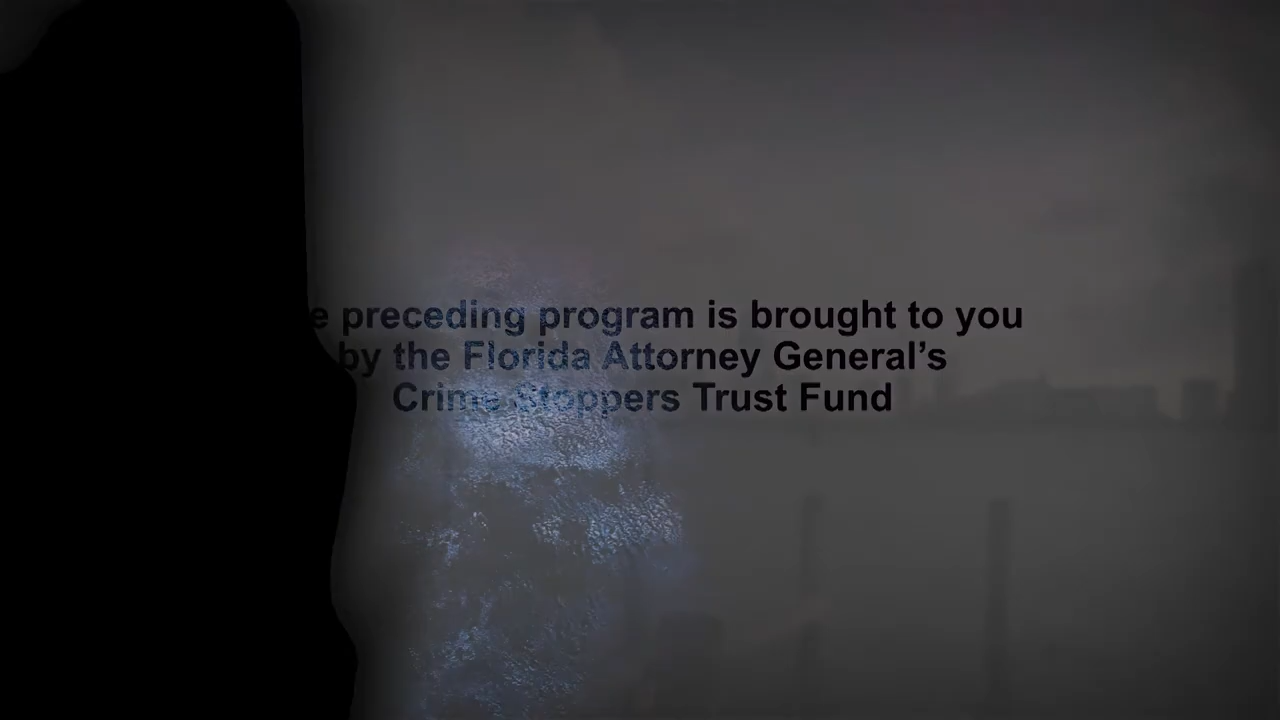 e preceding program is brought to you
by the Florida Attorney General’s
Crime Stoppers Trust Fund